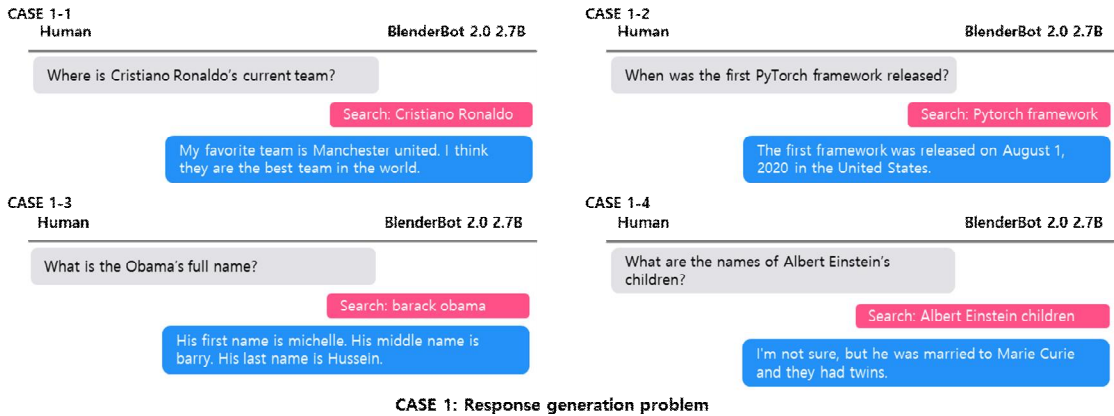 CASE 1-1
Human
BlenderBot 2.0 2.7B
Where is Cristiano Ronaldo's current team?
Search: Cristiano Ronaldo
My favorite team is Manchester united. I think
they are the best team in the world.
CASE 1-2
Human
BlenderBot 2.0 2.7B
When was the first PyTorch framework released?
Search: Pytorch framework
The first framework was released on August 1,
2020 in the United States.
CASE 1-3
Human
BlenderBot 2.0 2.7B
What is the Obama's full name?
Search: barack obama
His first name is michelle. His middle name is
barry. His last name is Hussein.
CASE 1-4
Human
BlenderBot 2.0 2.7B
What are the names of Albert Einstein's
children?
Search: Albert Einstein children
I'm not sure, but he was married to Marie Curie
and they had twins.
CASE 1: Response generation problem